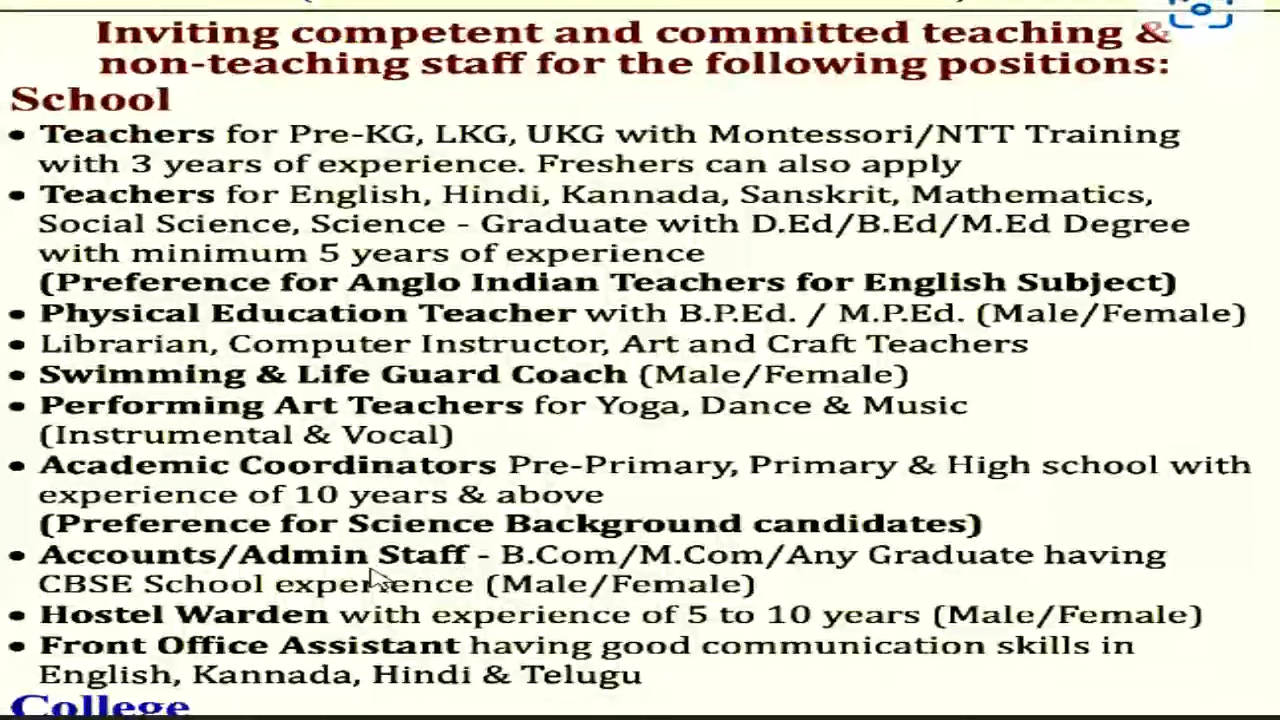 Inviting competent and committed teaching &
non-teaching staff for the following positions:
School
• Teachers for Pre-KG, LKG, UKG with Montessori/NTT Training
with 3 years of experience. Freshers can also apply
• Teachers for English, Hindi, Kannada, Sanskrit, Mathematics,
Social Science, Science - Graduate with D.Ed/B.Ed/M.Ed Degree
with minimum 5 years of experience
(Preference for Anglo Indian Teachers for English Subject)
• Physical Education Teacher with B.P.Ed. / M.P.Ed. (Male/Female)
• Librarian, Computer Instructor, Art and Craft Teachers
• Swimming & Life Guard Coach (Male/Female)
• Performing Art Teachers for Yoga, Dance & Music
(Instrumental & Vocal)
• Academic Coordinators Pre-Primary, Primary & High school with
experience of 10 years & above
(Preference for Science Background candidates)
• Accounts/Admin Staff - B.Com/M.Com/Any Graduate having
CBSE School experience (Male/Female)
• Hostel Warden with experience of 5 to 10 years (Male/Female)
• Front Office Assistant having good communication skills in
English, Kannada, Hindi & Telugu
College